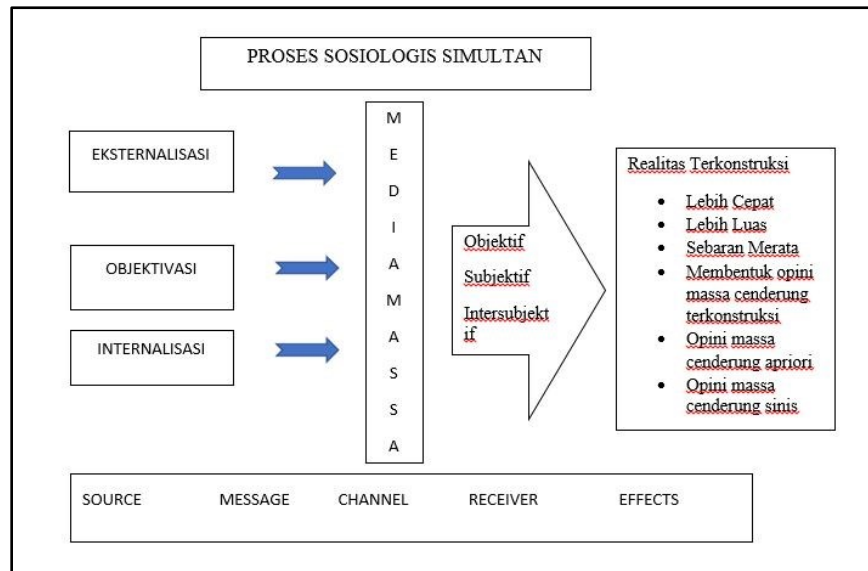 PROSES SOSIOLOGIS SIMULTAN
EKSTERNALISASI
OBJEKTIVASI
INTERNALISASI
M
E
D
I
A
M
A
S
S
A
Objektif
Subjektif
Intersubjekt
if
Realitas Terkonstruksi
• Lebih Cepat
• Lebih Luas
• Sebaran Merata
• Membentuk opini
massa cenderung
terkonstruksi
• Opini massa
cenderung apriori
• Opini massa
cenderung sinis
SOURCE MESSAGE CHANNEL RECEIVER EFFECTS